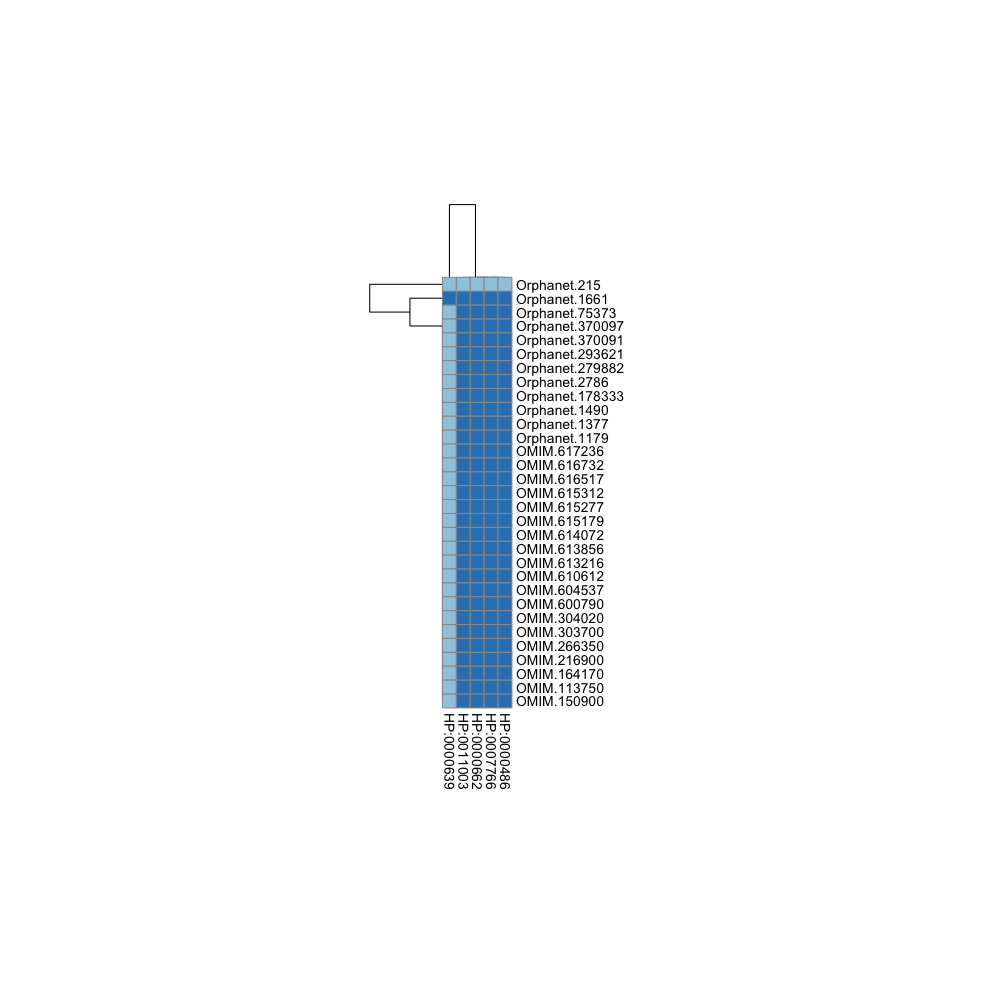 Orphanet.215
Orphanet.1661
Orphanet.75373
Orphanet.370097
Orphanet.370091
Orphanet.293621
Orphanet.279882
Orphanet.2786
Orphanet.178333
Orphanet.1490
Orphanet.1377
Orphanet.1179
OMIM.617236
OMIM.616732
OMIM.616517
OMIM.615312
OMIM.615277
OMIM.615179
OMIM.614072
OMIM.613856
OMIM.613216
OMIM.610612
OMIM.604537
OMIM.600790
OMIM.304020
OMIM.303700
OMIM.266350
OMIM.216900
OMIM.164170
OMIM.113750
OMIM.150900
HP:0000639
HP:0011003
HP:0000662
HP:0007766
HP:0000486